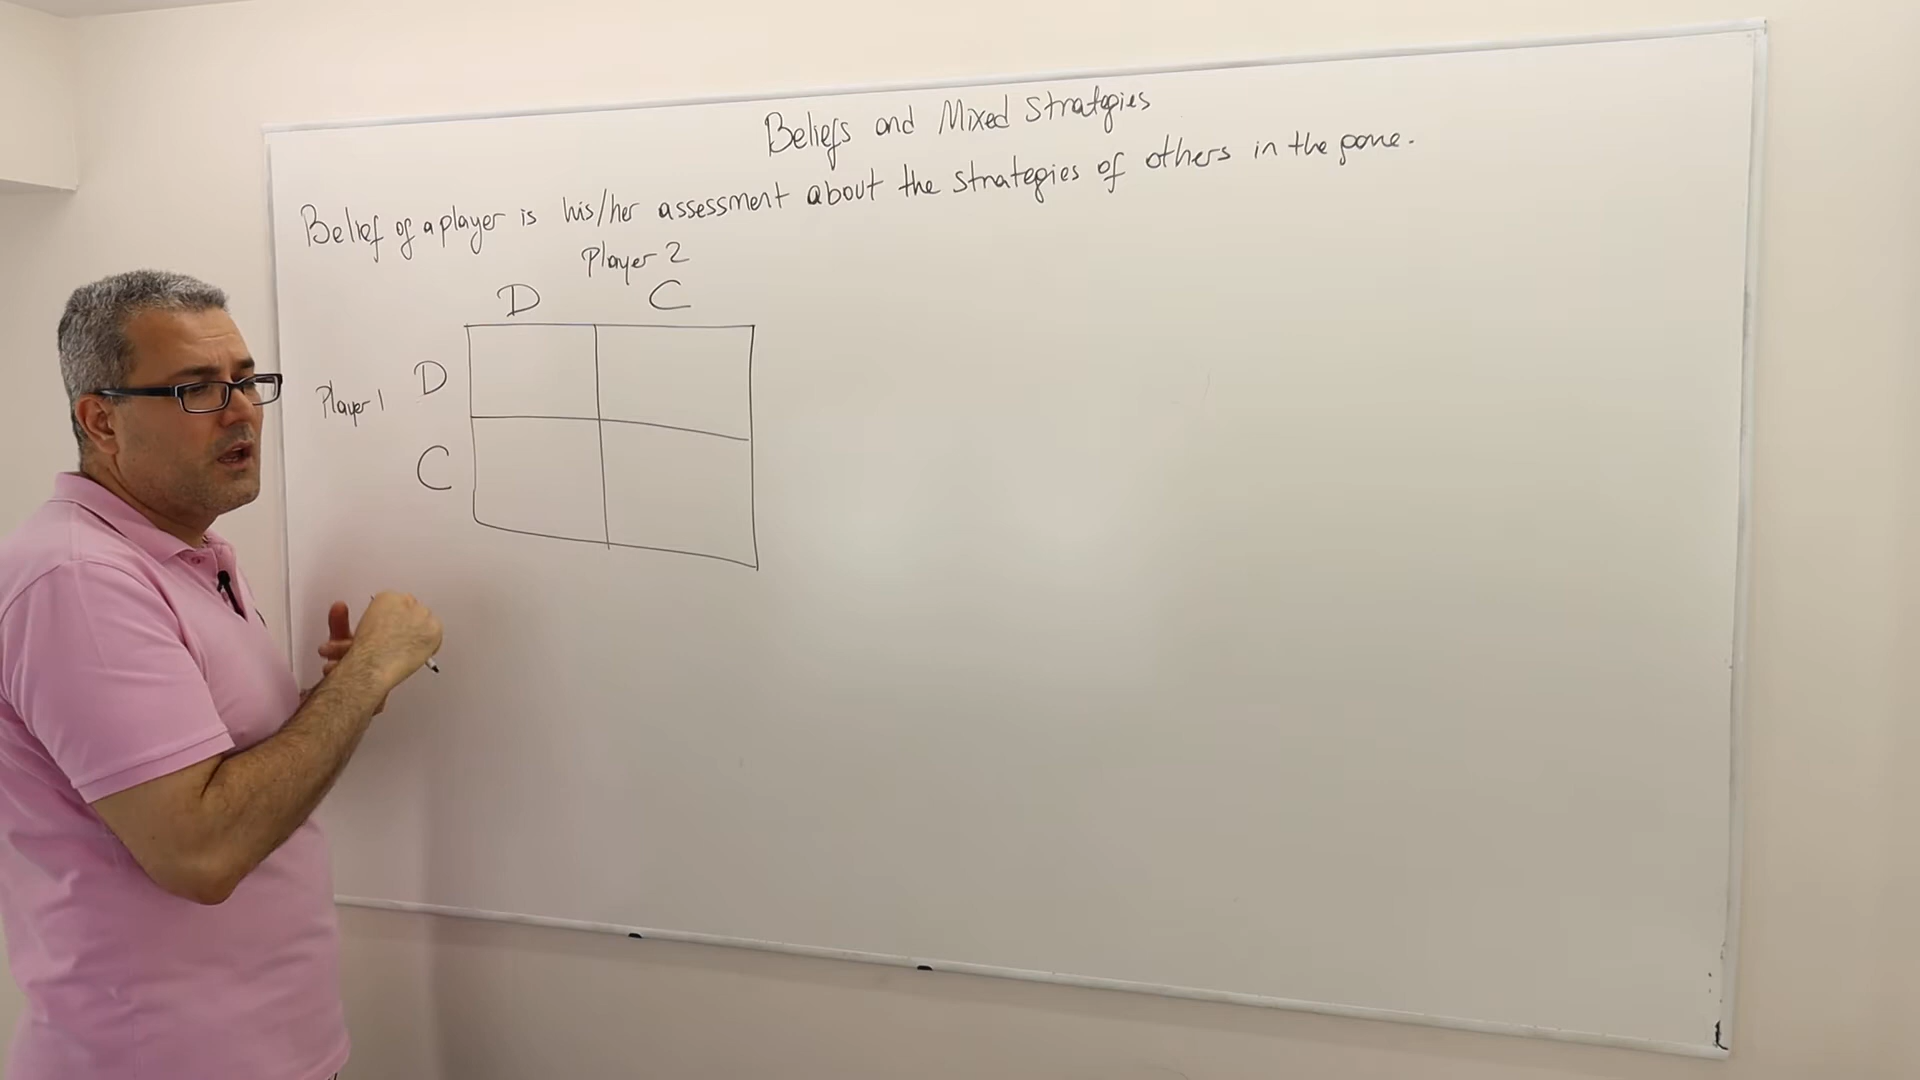 Beliefs and Mixed Strategies
Belief of a player is his/her assessment about the strategies of others in the game.
Player 2
D C
Player 1
D
C